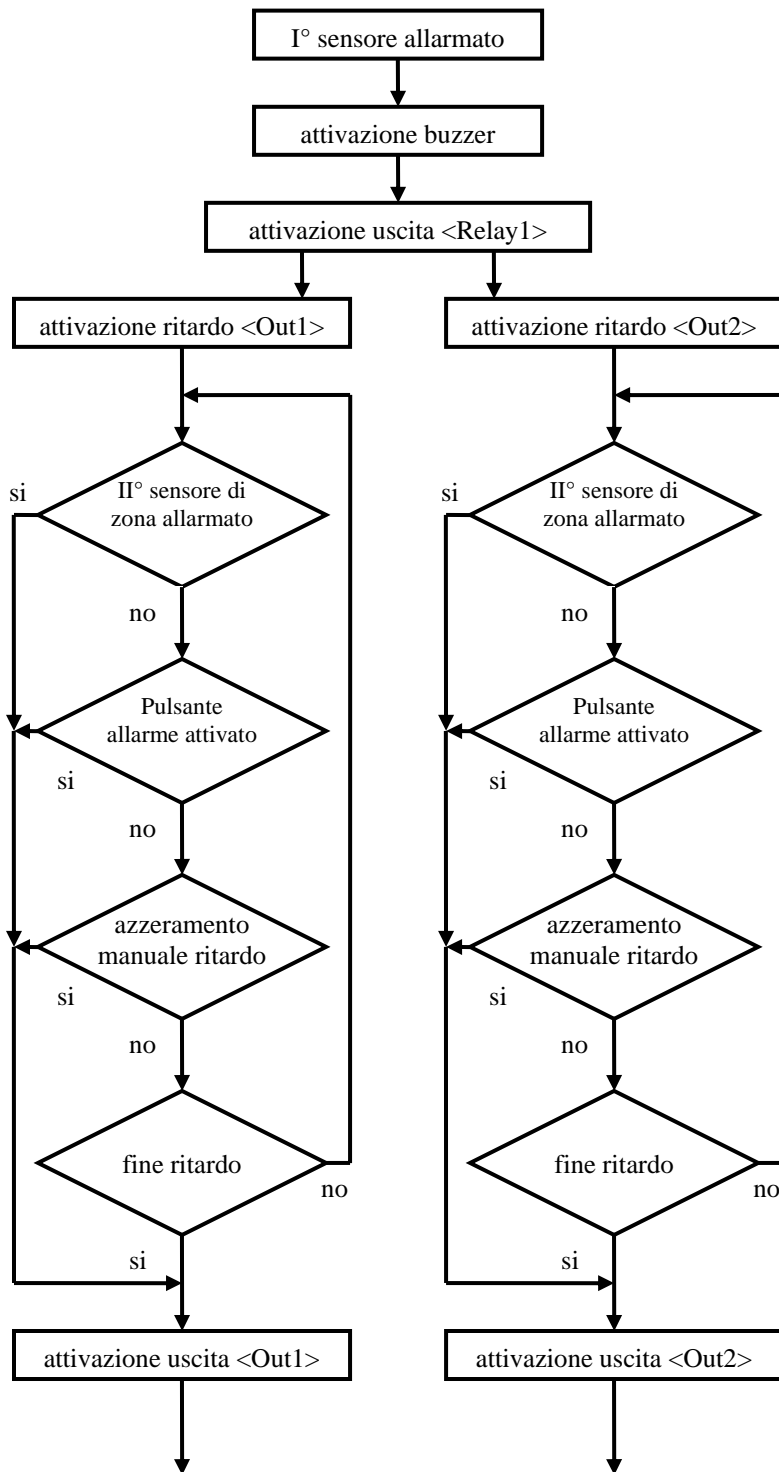 I° sensore allarmato
attivazione buzzer
attivazione uscita <Relay1>
attivazione ritardo <Out1>
attivazione ritardo <Out2>
si
II° sensore di
zona allarmato
si
II° sensore di
zona allarmato
no
no
Pulsante
allarme attivato
Pulsante
allarme attivato
si
si
no
no
azzeramento
manuale ritardo
azzeramento
manuale ritardo
si
si
no
no
fine ritardo
no
fine ritardo
no
si
si
attivazione uscita <Out1>
attivazione uscita <Out2>